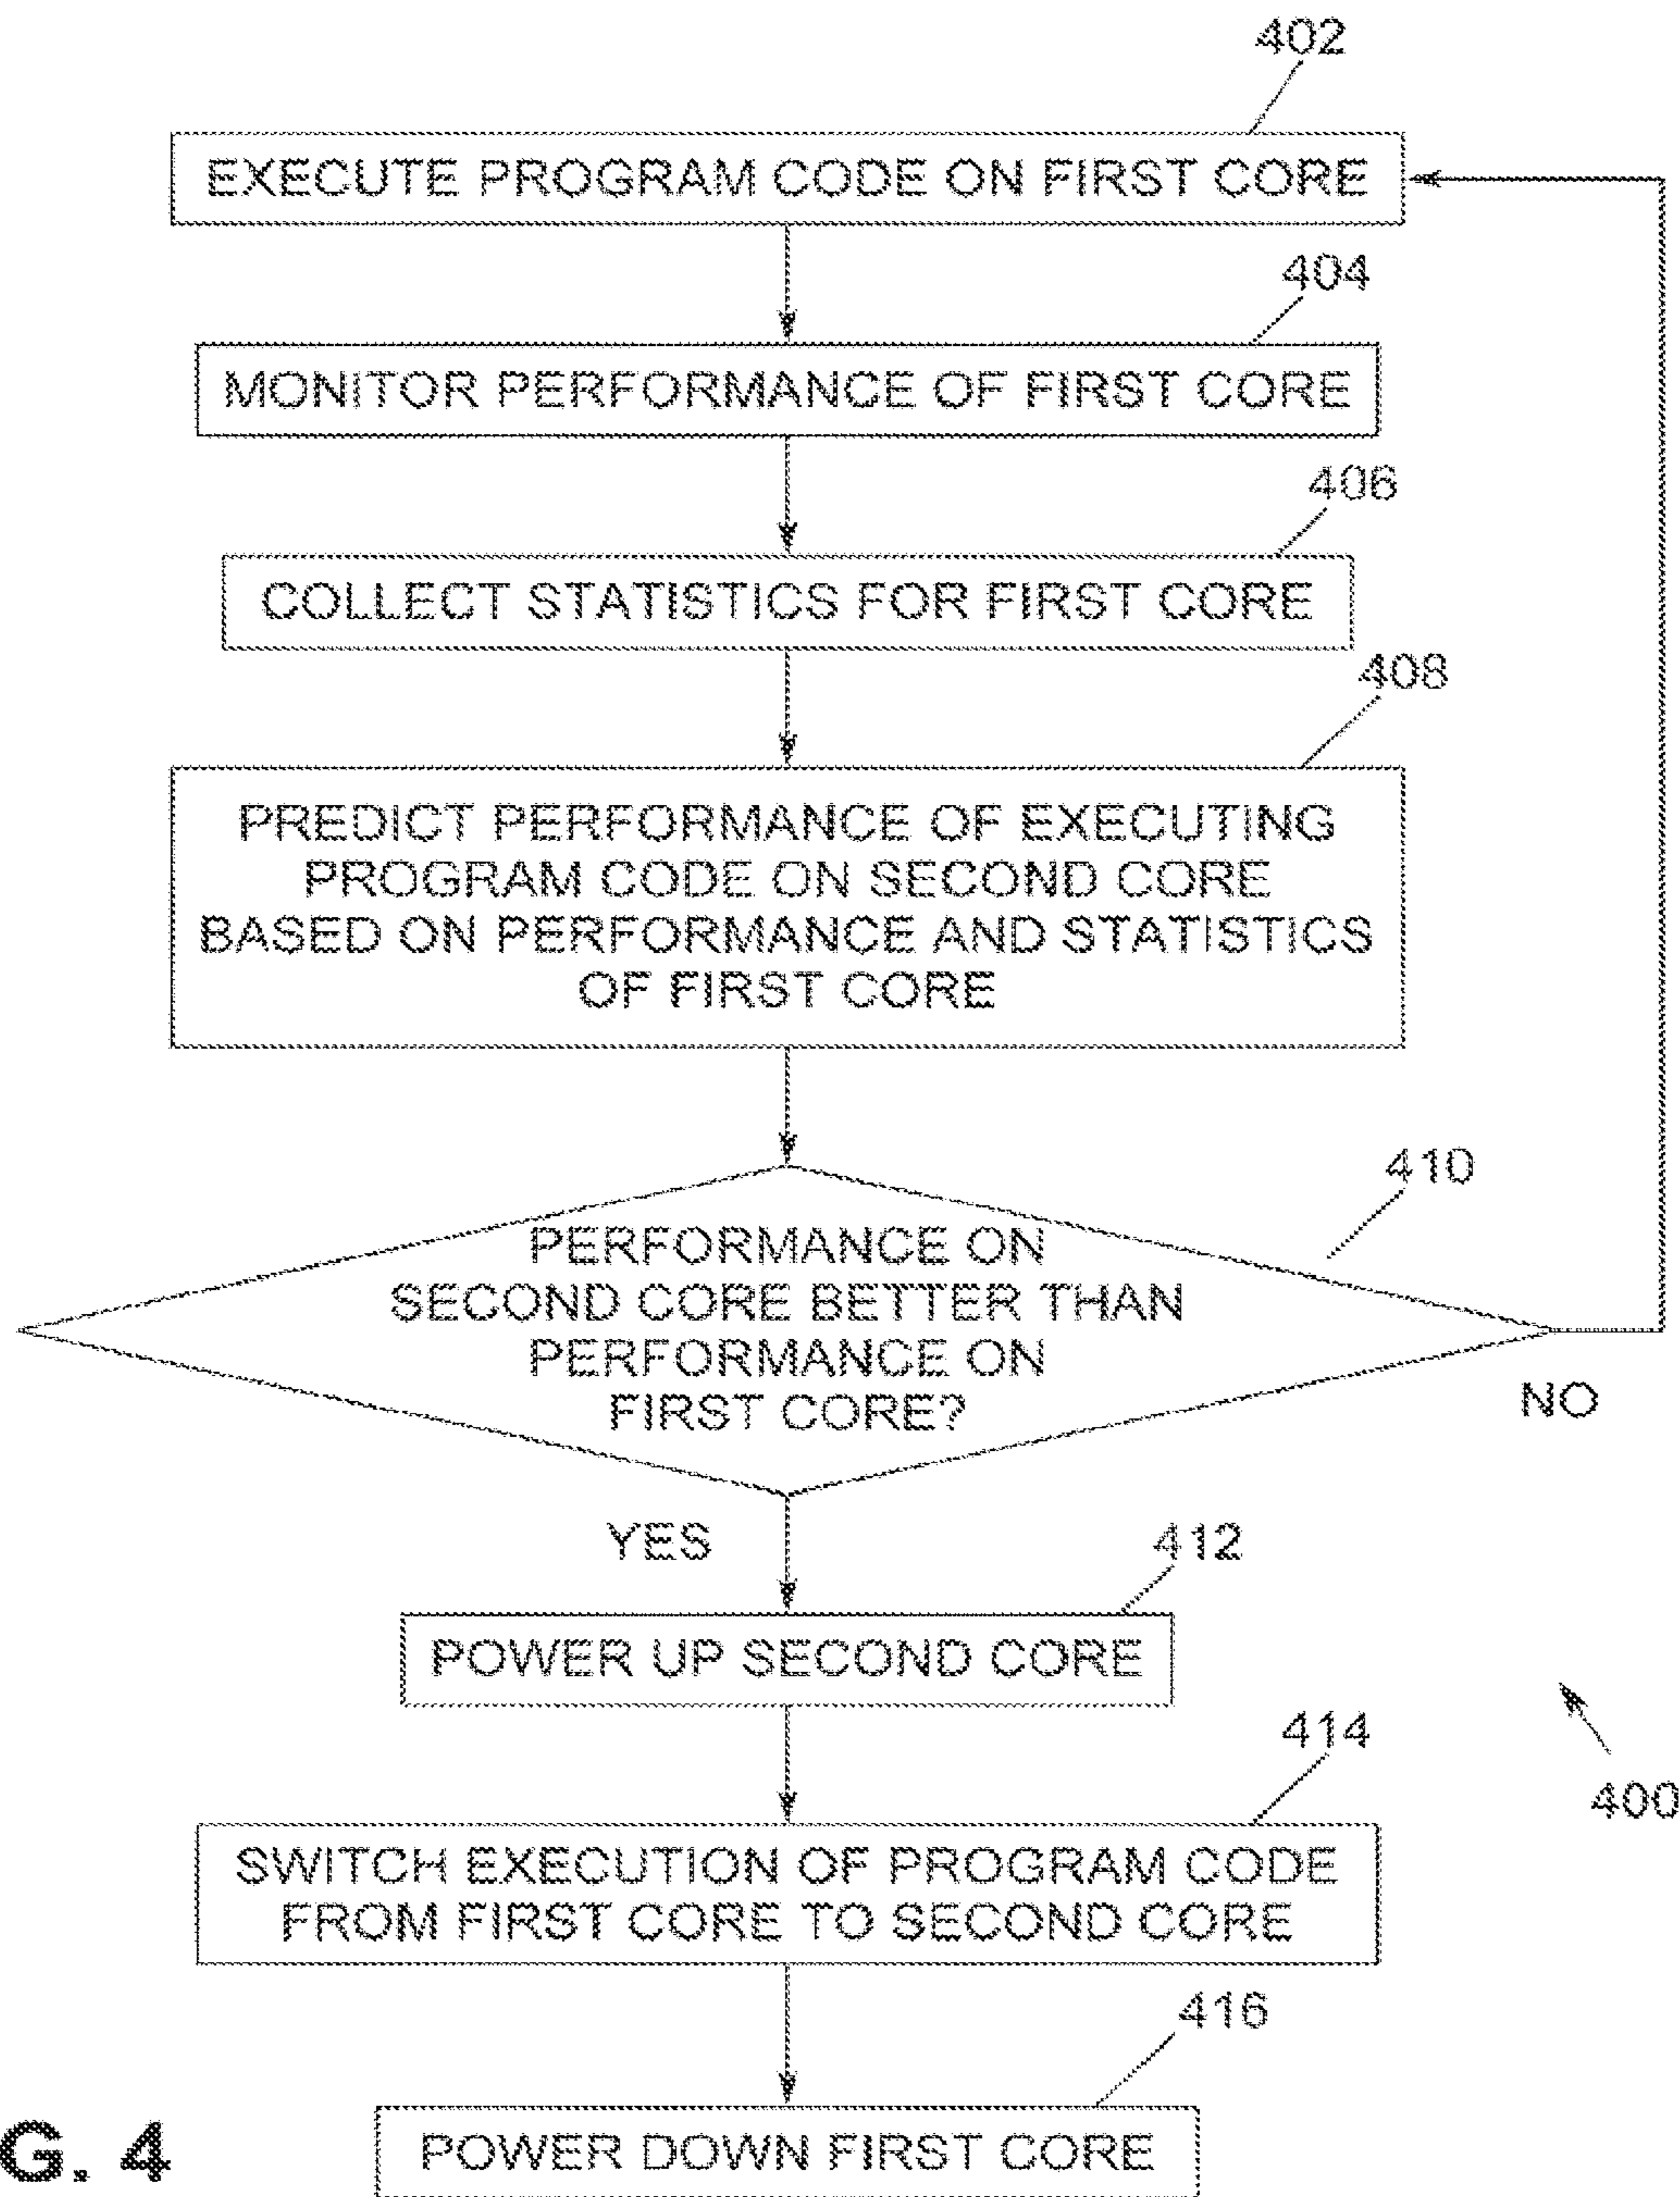 402
EXECUTE PROGRAM CODE ON FIRST CORE
404
MONITOR PERFORMANCE OF FIRST CORE
406
COLLECT STATISTICS FOR FIRST CORE
408
PREDICT PERFORMANCE OF EXECUTING
PROGRAM CODE ON SECOND CORE
BASED ON PERFORMANCE AND STATISTICS
OF FIRST CORE
410
PERFORMANCE ON
SECOND CORE BETTER THAN
PERFORMANCE ON
FIRST CORE?
NO
YES
412
POWER UP SECOND CORE
414
400
SWITCH EXECUTION OF PROGRAM CODE
FROM FIRST CORE TO SECOND CORE
416
G. 4
POWER DOWN FIRST CORE